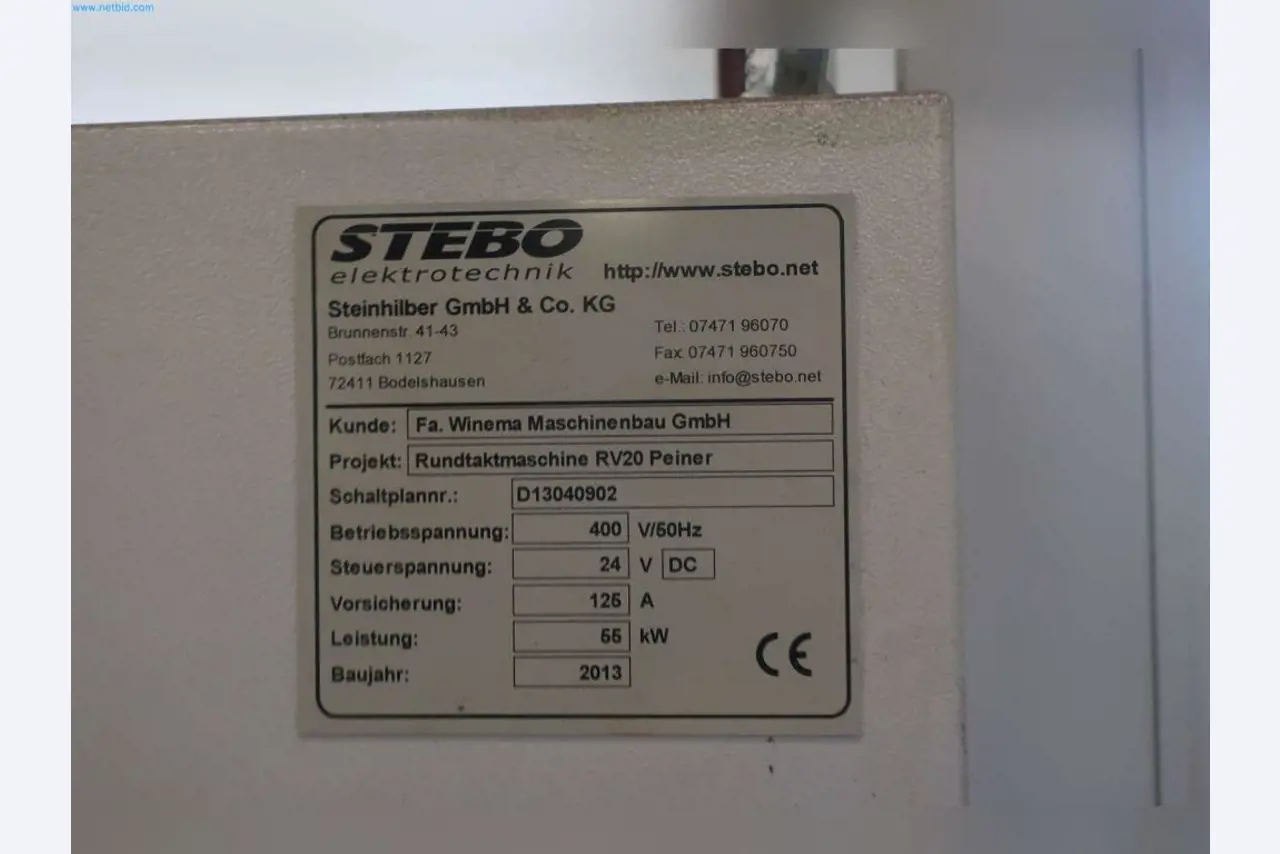 www.netbid.com
STEBO
elektrotechnik http://www.stebo.net
Steinhilber GmbH & Co. KG
Brunnenstr. 41-43 Tel.: 07471 96070
Postfach 1127 Fax: 07471 960750
72411 Bodelshausen e-Mail: info@stebo.net
Kunde: Fa. Winema Maschinenbau GmbH
Projekt: Rundtaktmaschine RV20 Peiner
Schaltplannr.: D13040902
Betriebsspannung: 400 V/50Hz
Steuerspannung: 24 V DC
Vorsicherung: 125 A
Leistung: 55 kW
Baujahr: 2013
CE